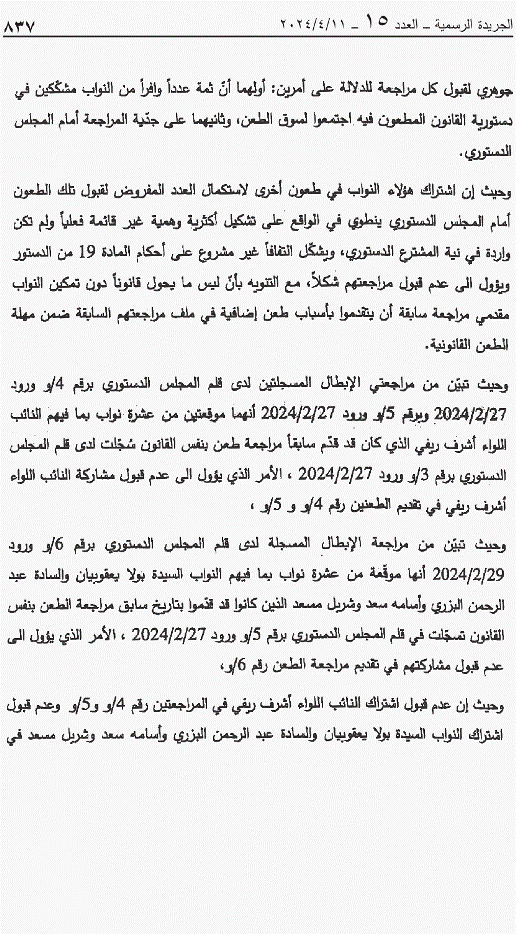 الجريدة الرسمية – العدد ١٥ – ٢٠٢٤/٤/١١
٨٣٧
جوهري لقبول كل مراجعة للدلالة على أمرين: أولهما أنّ ثمة عدداً وافراً من النواب مشكّكين في
دستورية القانون المطعون فيه اجتمعوا لسوق الطعن، وثانيهما على جدّية المراجعة أمام المجلس
الدستوري.
وحيث إن اشتراك هؤلاء النواب في طعون أخرى لاستكمال العدد المفروض لقبول تلك الطعون
أمام المجلس الدستوري ينطوي في الواقع على تشكيل أكثرية وهمية غير قائمة فعلياً ولم تكن
واردة في نية المشترع الدستوري، ويشكّل التفافاً غير مشروع على أحكام المادة 19 من الدستور
ويؤول الى عدم قبول مراجعتهم شكلاً، مع التنويه بأنّ ليس ما يحول قانوناً دون تمكين النواب
مقدمي مراجعة سابقة أن يتقدموا بأسباب طعن إضافية في ملف مراجعتهم السابقة ضمن مهلة
الطعن القانونية.
وحيث تبيّن من مراجعتي الإبطال المسجلتين لدى قلم المجلس الدستوري برقم 4/و ورود
2024/2/27 وبرقم 5/و ورود 2024/2/27 أنهما موقعتين من عشرة نواب بما فيهم النائب
اللواء أشرف ريفي الذي كان قد قدّم سابقاً مراجعة طعن بنفس القانون سُجّلت لدى قلم المجلس
الدستوري برقم 3/و ورود 2024/2/27 ، الأمر الذي يؤول الى عدم قبول مشاركة النائب اللواء
أشرف ريفي في تقديم الطعنين رقم 4/و و 5/و ،
وحيث تبيّن من مراجعة الإبطال المسجلة لدى قلم المجلس الدستوري برقم 6/و ورود
2024/2/29 أنها موقّعة من عشرة نواب بما فيهم النواب السيدة بولا يعقوبيان والسادة عبد
الرحمن البزري وأسامه سعد وشربل مسعد الذين كانوا قد قدّموا بتاريخ سابق مراجعة الطعن بنفس
القانون تسجّلت في قلم المجلس الدستوري برقم 5/و ورود 2024/2/27 ، الأمر الذي يؤول الى
عدم قبول مشاركتهم في تقديم مراجعة الطعن رقم 6/و،
وحيث إن عدم قبول اشتراك النائب اللواء أشرف ريفي في المراجعتين رقم 4/و و5/و وعدم قبول
اشتراك النواب السيدة بولا يعقوبيان والسادة عبد الرحمن البزري وأسامه سعد وشربل مسعد في